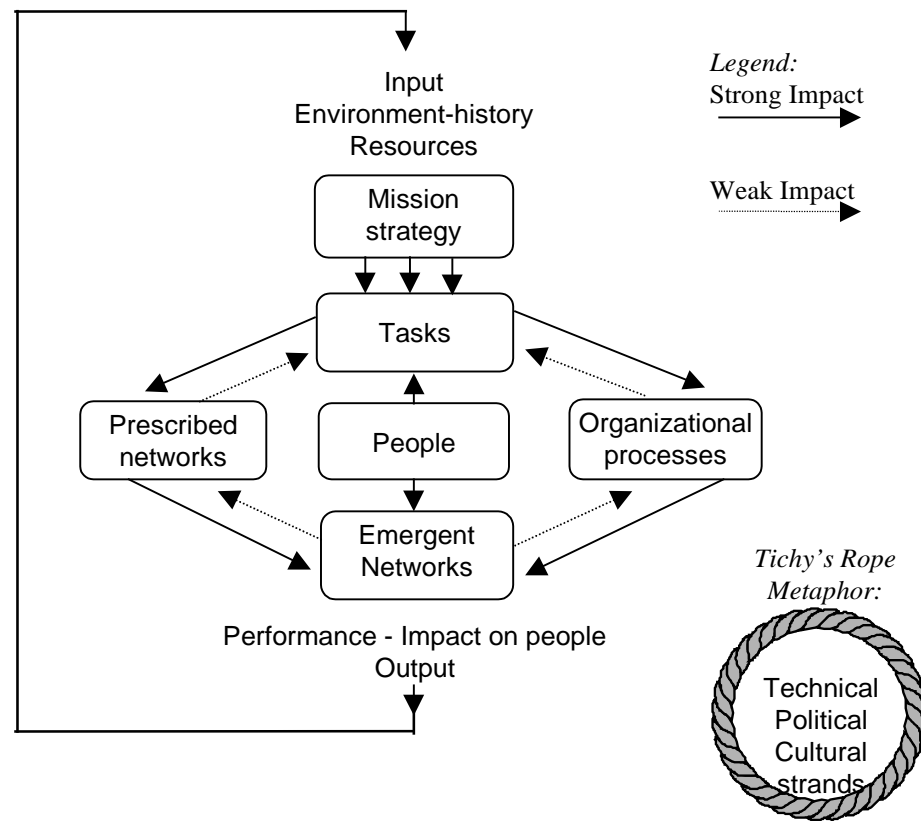 Input
Environment-history
Resources
Legend:
Strong Impact
Weak Impact
Mission
strategy
Tasks
Prescribed
networks
People
Organizational
processes
Emergent
Networks
Performance - Impact on people
Output
Tichy's Rope
Metaphor:
Technical
Political
Cultural
strands